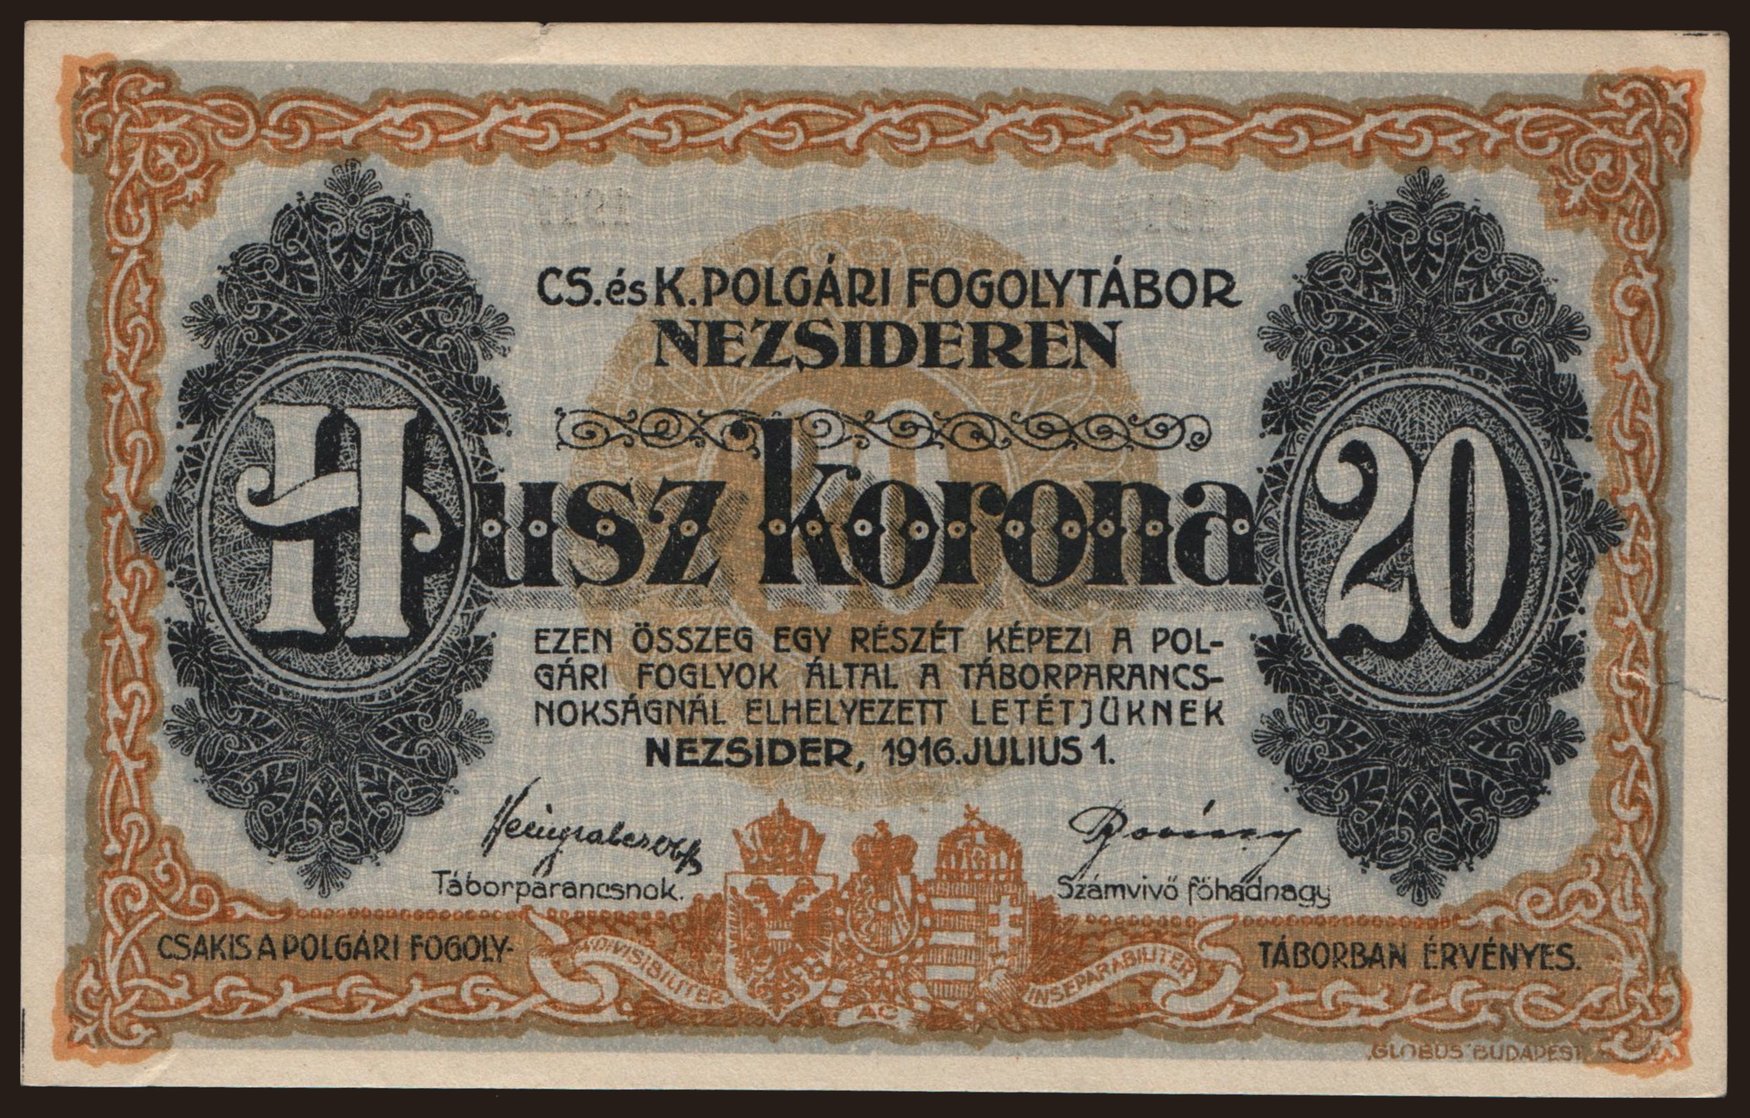 CS. és K. POLGÁRI FOGOLYTÁBOR
NEZSIDEREN
Husz korona
20
EZEN ÖSSZEG EGY RÉSZÉT KÉPEZI A POL-
GÁRI FOGLYOK ÁLTAL A TÁBORPARANCS-
NOKSÁGNÁL ELHELYEZETT LETÉTJÜKNEK
NEZSIDER, 1916. JULIUS 1.
Táborparancsnok.
Számvivő főhadnagy
CSAKIS A POLGÁRI FOGOLY-
TÁBORBAN ÉRVÉNYES.
INSEPARABILITER
AC
"GLOBUS" BUDAPEST